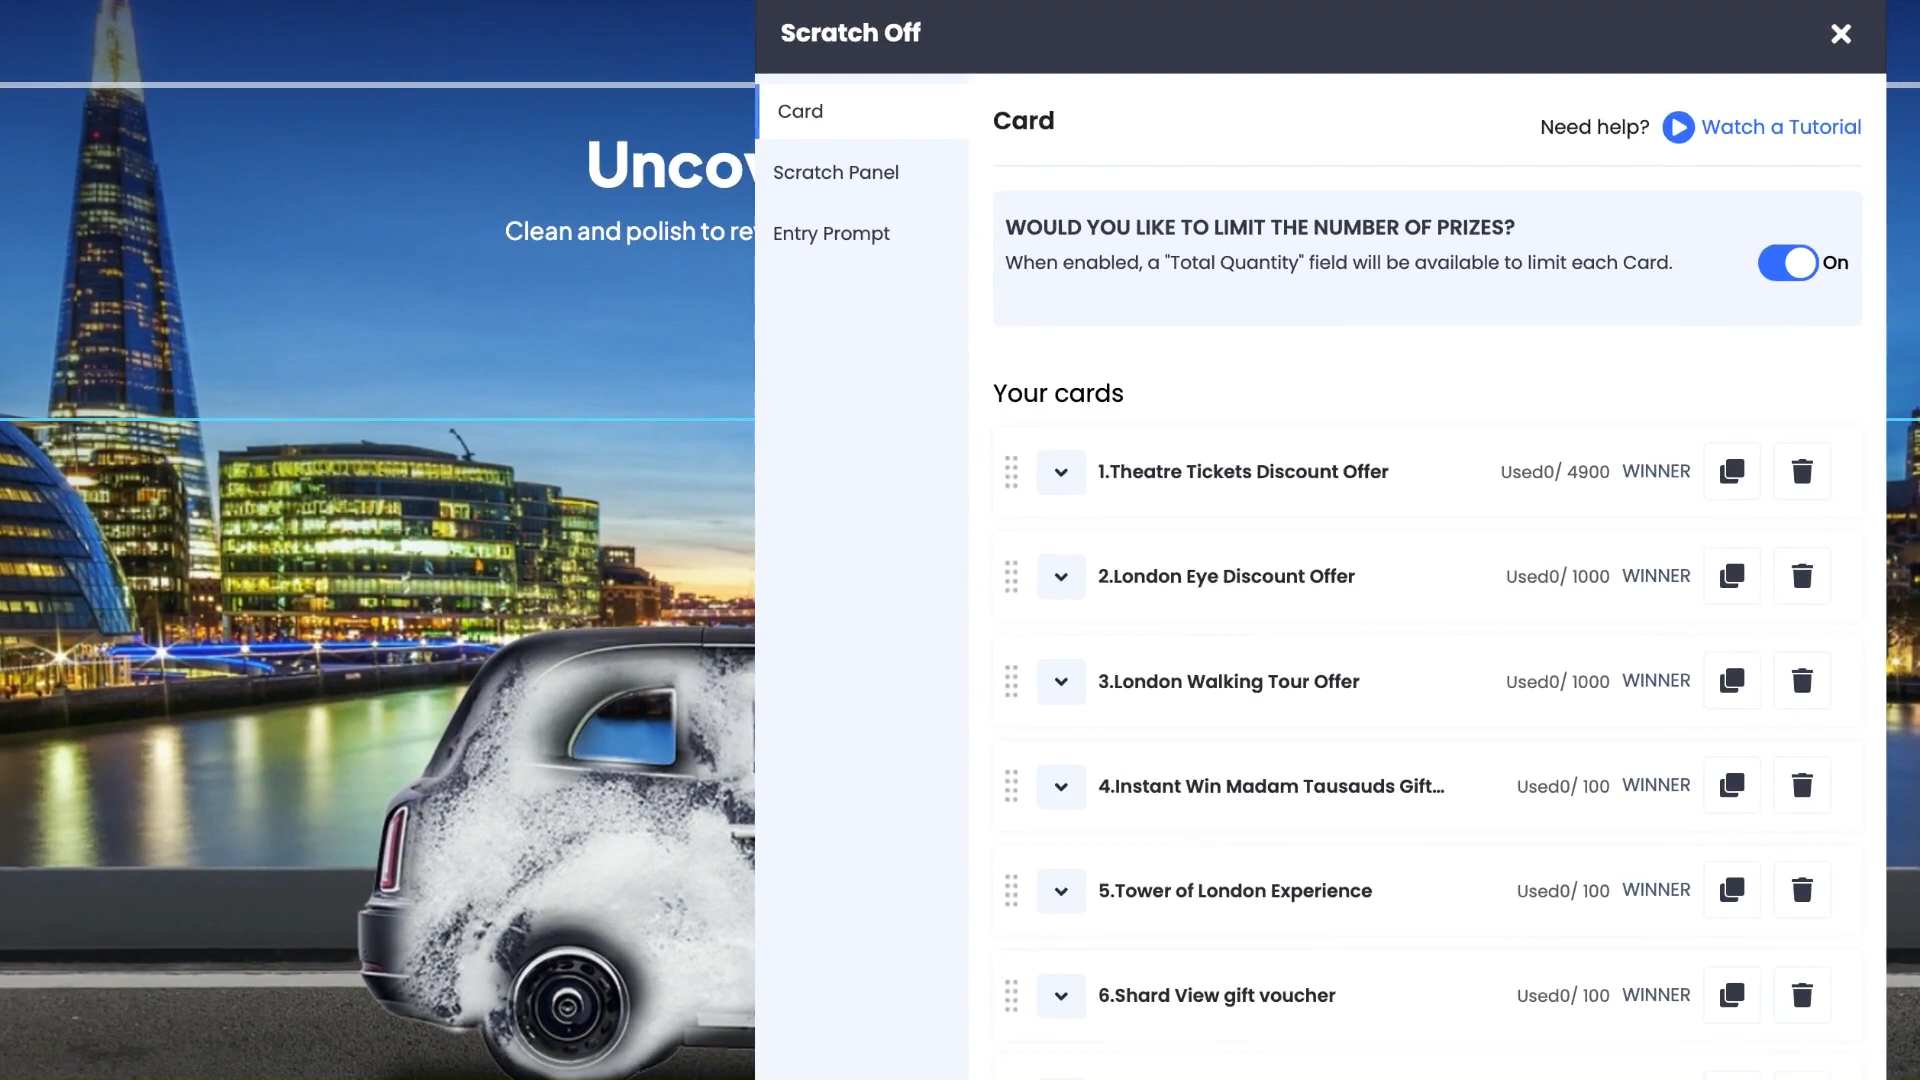 Scratch Off
Uncov
Clean and polish to re
Card
Scratch Panel
Entry Prompt
Card
Need help? Watch a Tutorial
WOULD YOU LIKE TO LIMIT THE NUMBER OF PRIZES?
When enabled, a "Total Quantity" field will be available to limit each Card.
On
Your cards
1.Theatre Tickets Discount Offer Used0/ 4900 WINNER
2.London Eye Discount Offer Used0/ 1000 WINNER
3.London Walking Tour Offer Used0/ 1000 WINNER
4.Instant Win Madam Tausauds Gift... Used0/ 100 WINNER
5.Tower of London Experience Used0/ 100 WINNER
6.Shard View gift voucher Used0/ 100 WINNER